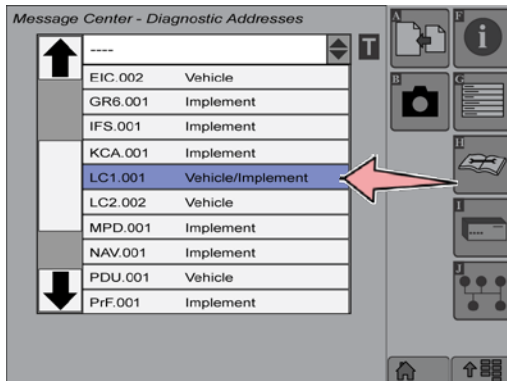 Message Center - Diagnostic Addresses
----
T
EIC.002 Vehicle
GR6.001 Implement
IFS.001 Implement
KCA.001 Implement
LC1.001 Vehicle/Implement
LC2.002 Vehicle
MPD.001 Implement
NAV.001 Implement
PDU.001 Vehicle
PrF.001 Implement
A
F
i
B
G
H
I
J